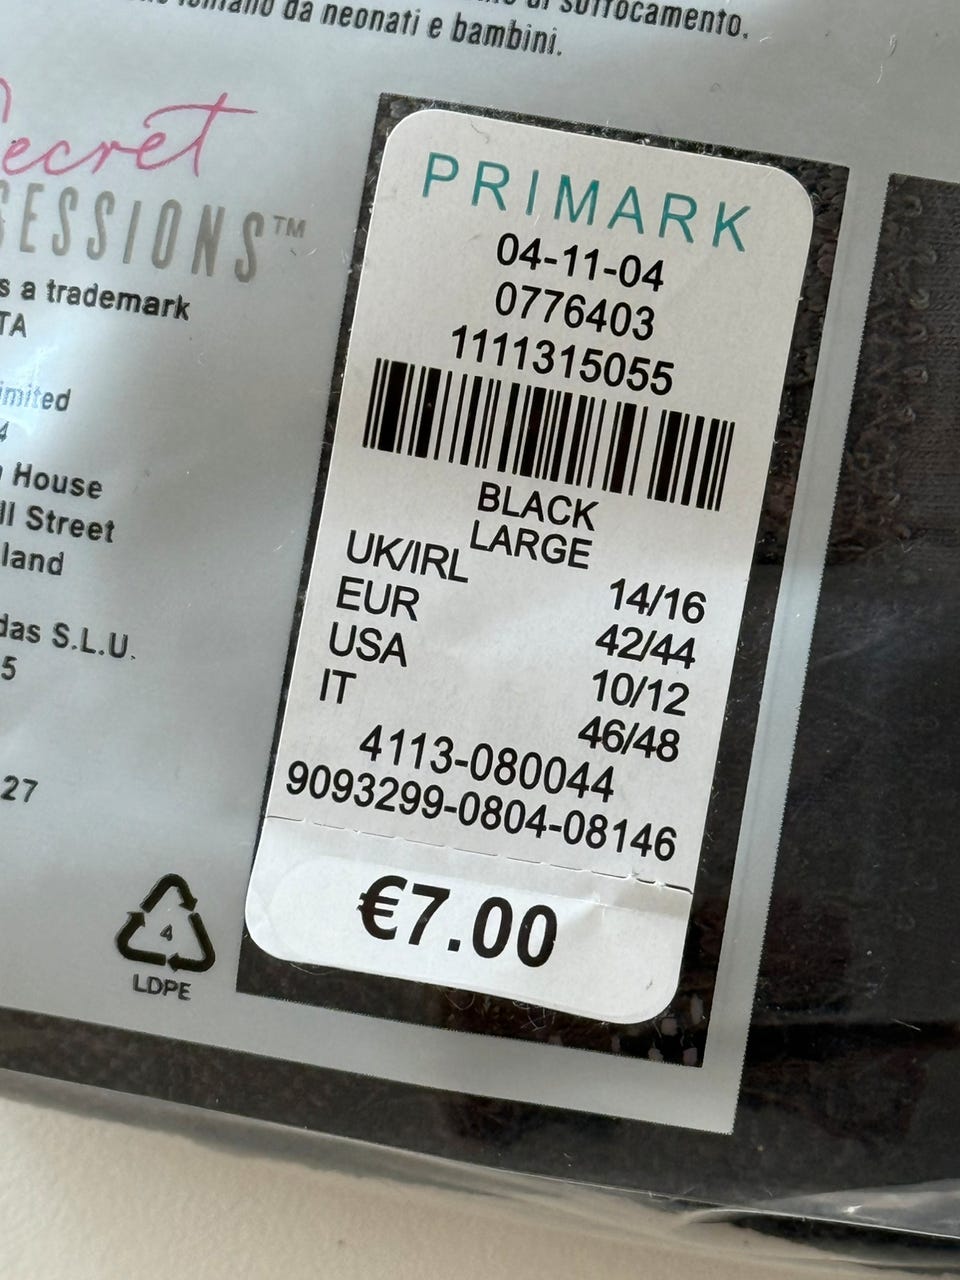 da neonati e bambini.
soffocamento.
Secret
SESSIONS™
s a trademark
TA
imited
4
House
ll Street
land
das S.L.U.
5
27
4
LDPE
PRIMARK
04-11-04
0776403
1111315055
BLACK
LARGE
UK/IRL 14/16
EUR 42/44
USA 10/12
IT 46/48
4113-080044
9093299-0804-08146
€7.00